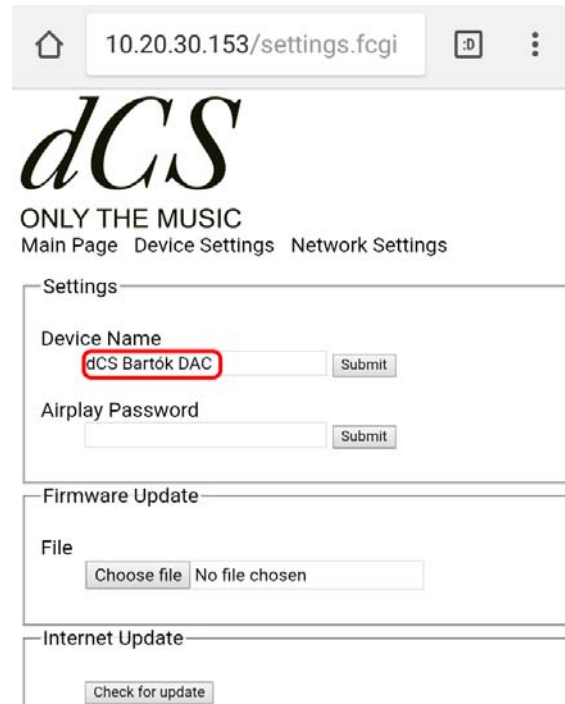 10.20.30.153/settings.fcgi :D
dCS
ONLY THE MUSIC
Main Page Device Settings Network Settings
Settings
Device Name
dCS Bartók DAC Submit
Airplay Password
Submit
Firmware Update
File
Choose file No file chosen
Internet Update
Check for update